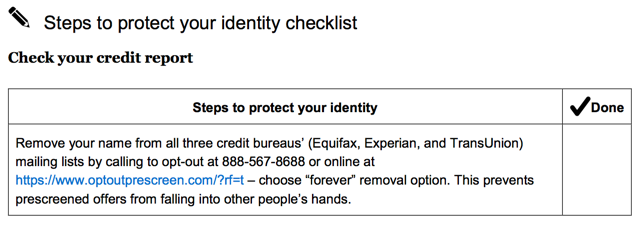 Steps to protect your identity checklist
Check your credit report
Steps to protect your identity
Done
Remove your name from all three credit bureaus’ (Equifax, Experian, and TransUnion)
mailing lists by calling to opt-out at 888-567-8688 or online at
https://www.optoutprescreen.com/?rf=t – choose “forever” removal option. This prevents
prescreened offers from falling into other people’s hands.